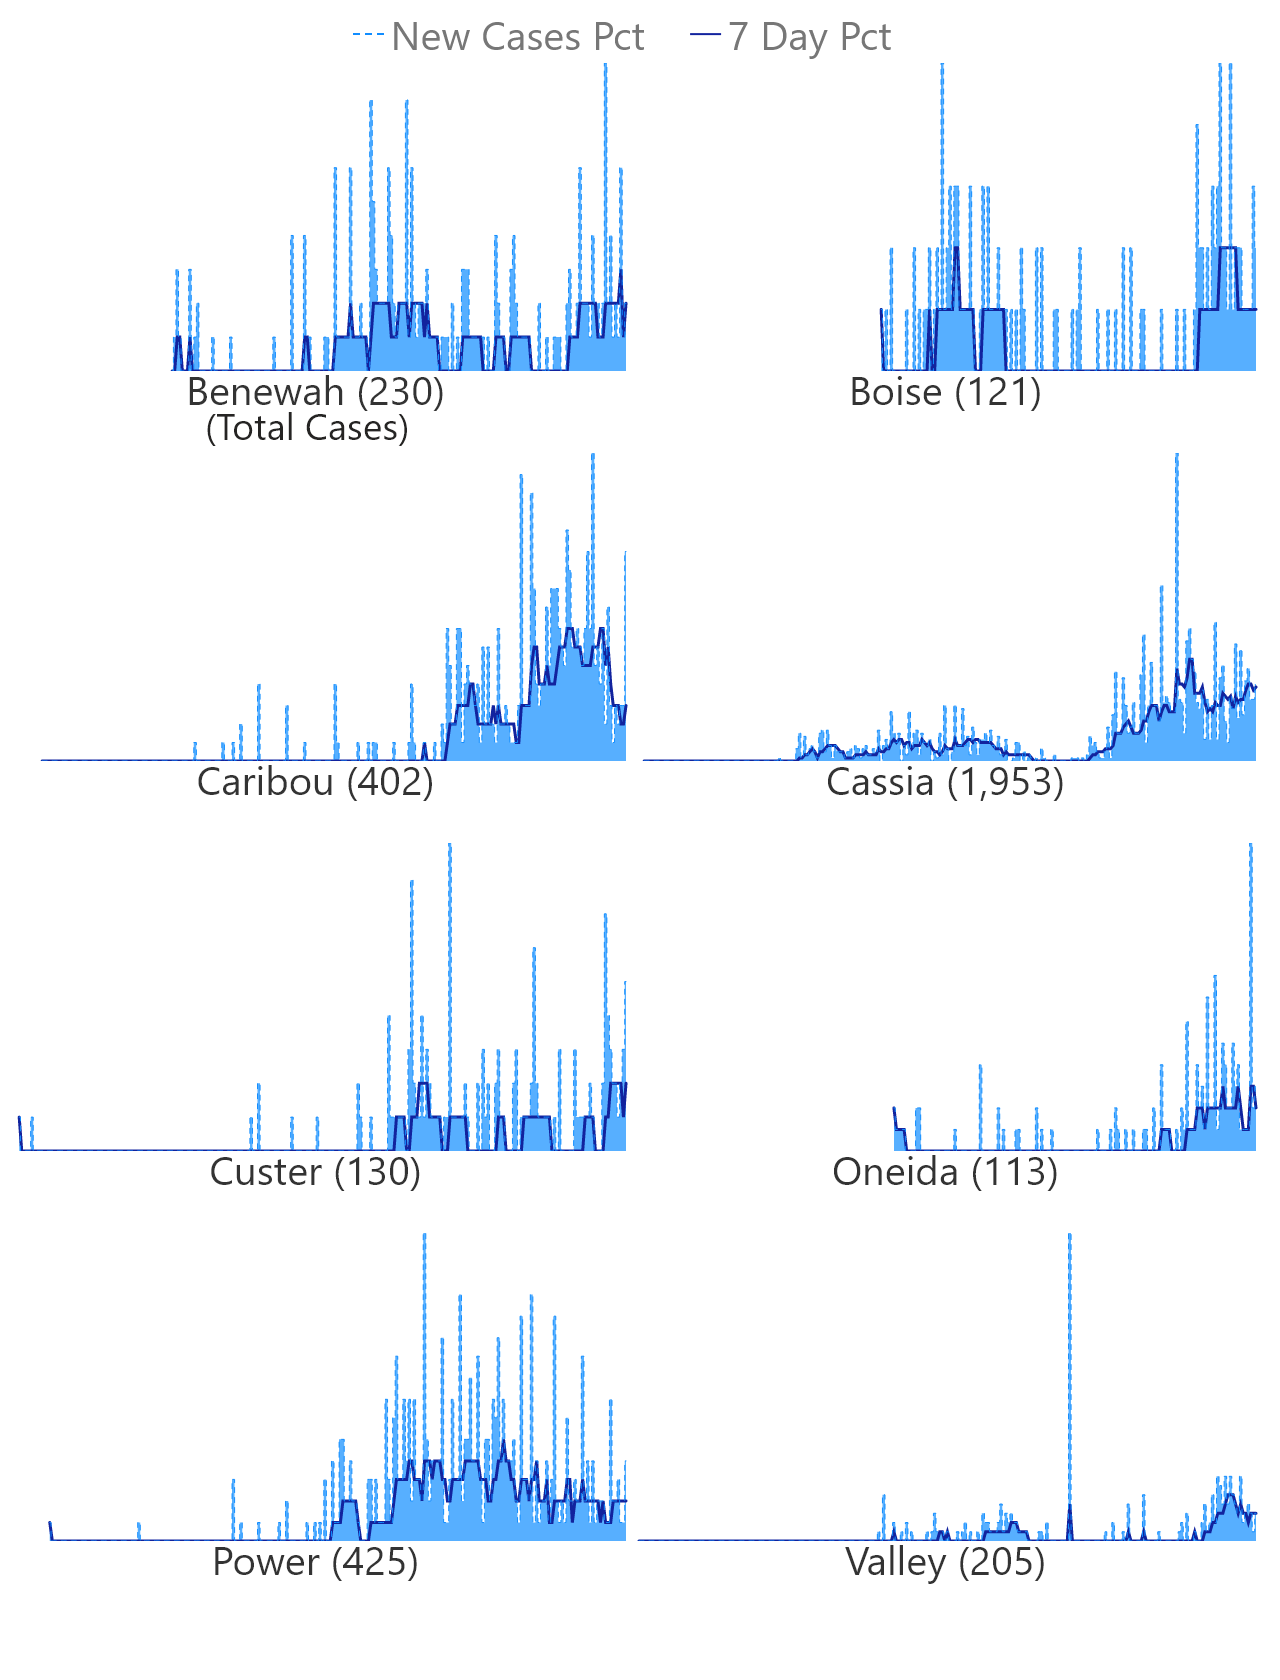 New Cases Pct 7 Day Pct
Benewah (230) Boise (121)
(Total Cases)
Caribou (402) Cassia (1,953)
Custer (130) Oneida (113)
Power (425) Valley (205)